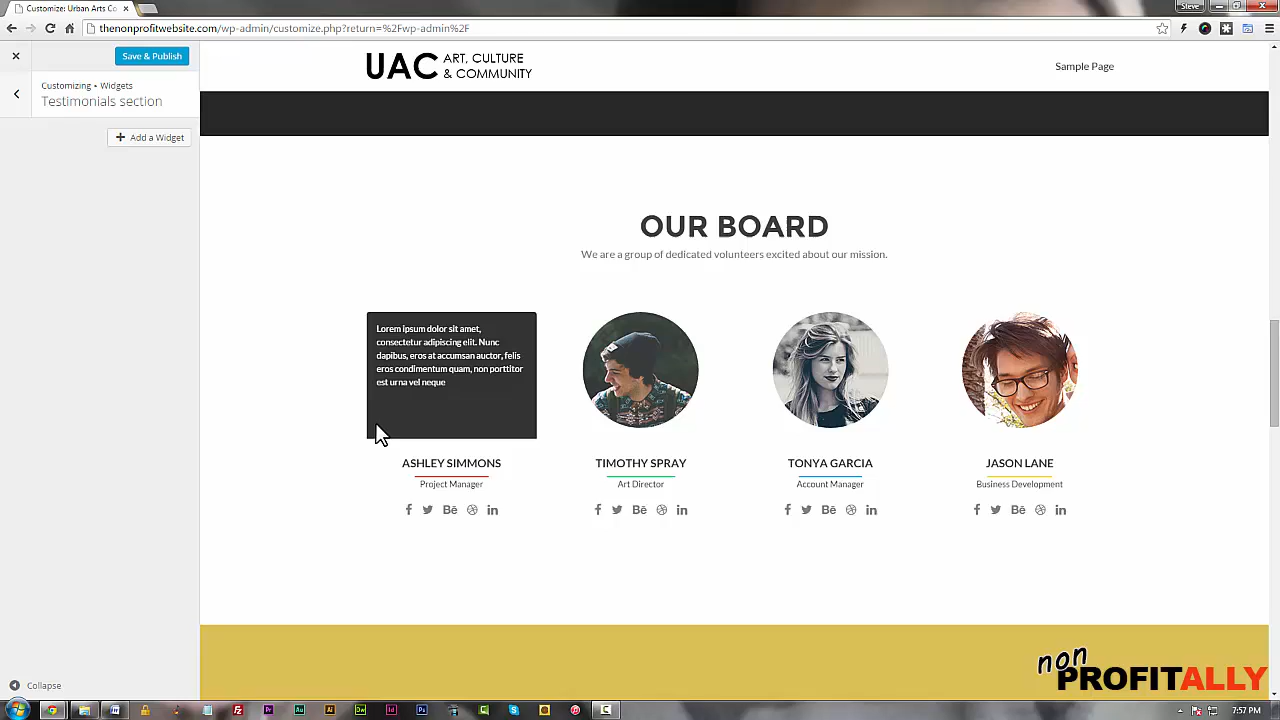 Customize: Urban Arts Co
Steve
thenonprofitwebsite.com/wp-admin/customize.php?return=%2Fwp-admin%2F
Save & Publish
Customizing • Widgets
Testimonials section
Add a Widget
UAC ART, CULTURE
& COMMUNITY
Sample Page
OUR BOARD
We are a group of dedicated volunteers excited about our mission.
Lorem ipsum dolor sit amet,
consectetur adipiscing elit. Nunc
dapibus, eros at accumsan auctor, felis
eros condimentum quam, non porttitor
est urna vel neque
ASHLEY SIMMONS
Project Manager
TIMOTHY SPRAY
Art Director
TONYA GARCIA
Account Manager
JASON LANE
Business Development
Collapse
non
PROFITALLY
7:57 PM